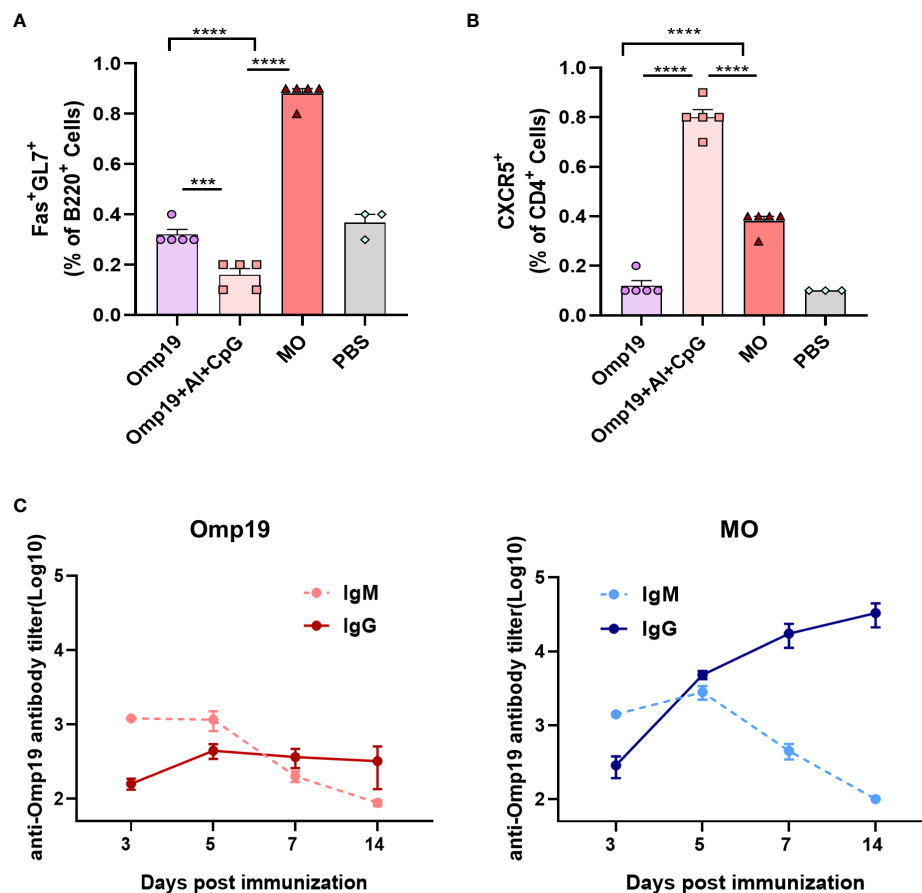 A
****
****
***
Fas+GL7+
(% of B220+ Cells)
1.0
0.8
0.6
0.4
0.2
0.0
Omp19
Omp19+Al+CpG
MO
PBS
B
****
****
****
CXCR5+
(% of CD4+ Cells)
1.0
0.8
0.6
0.4
0.2
0.0
Omp19
Omp19+Al+CpG
MO
PBS
C
Omp19
anti-Omp19 antibody tilter(Log10)
5
4
3
2
IgM
IgG
3
5
7
14
Days post immunization
MO
anti-Omp19 antibody tilter(Log10)
5
4
3
2
IgM
IgG
3
5
7
14
Days post immunization